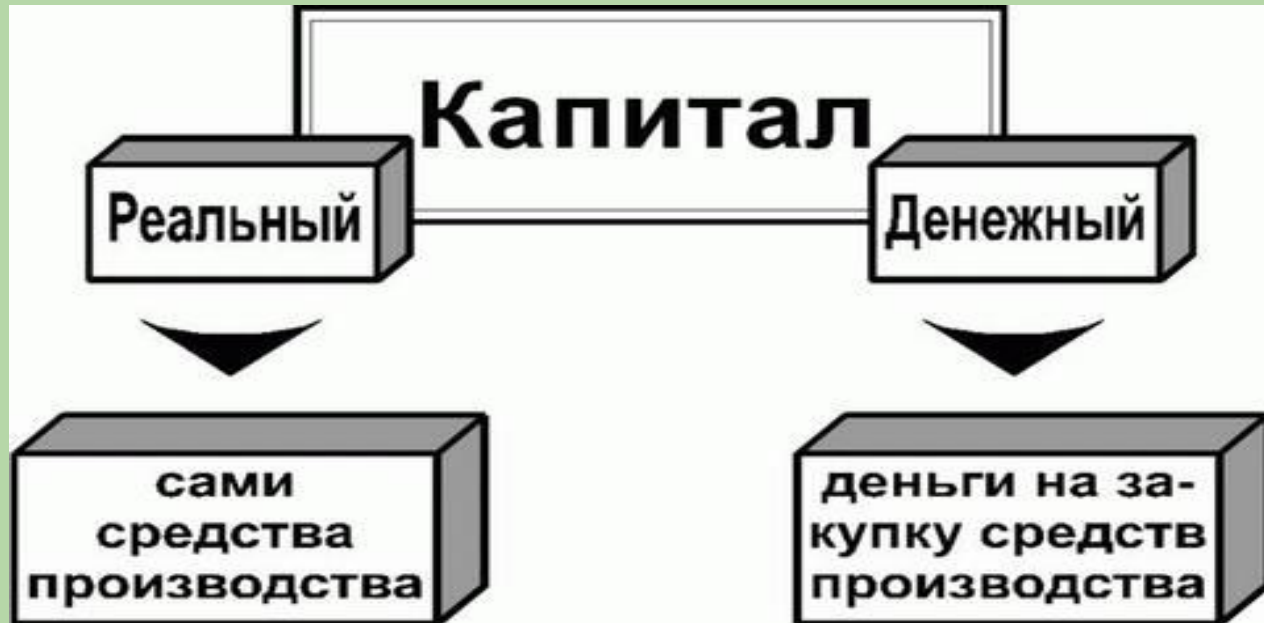 Капитал
Реальный
Денежный
сами
средства
производства
деньги на за-
купку средств
производства